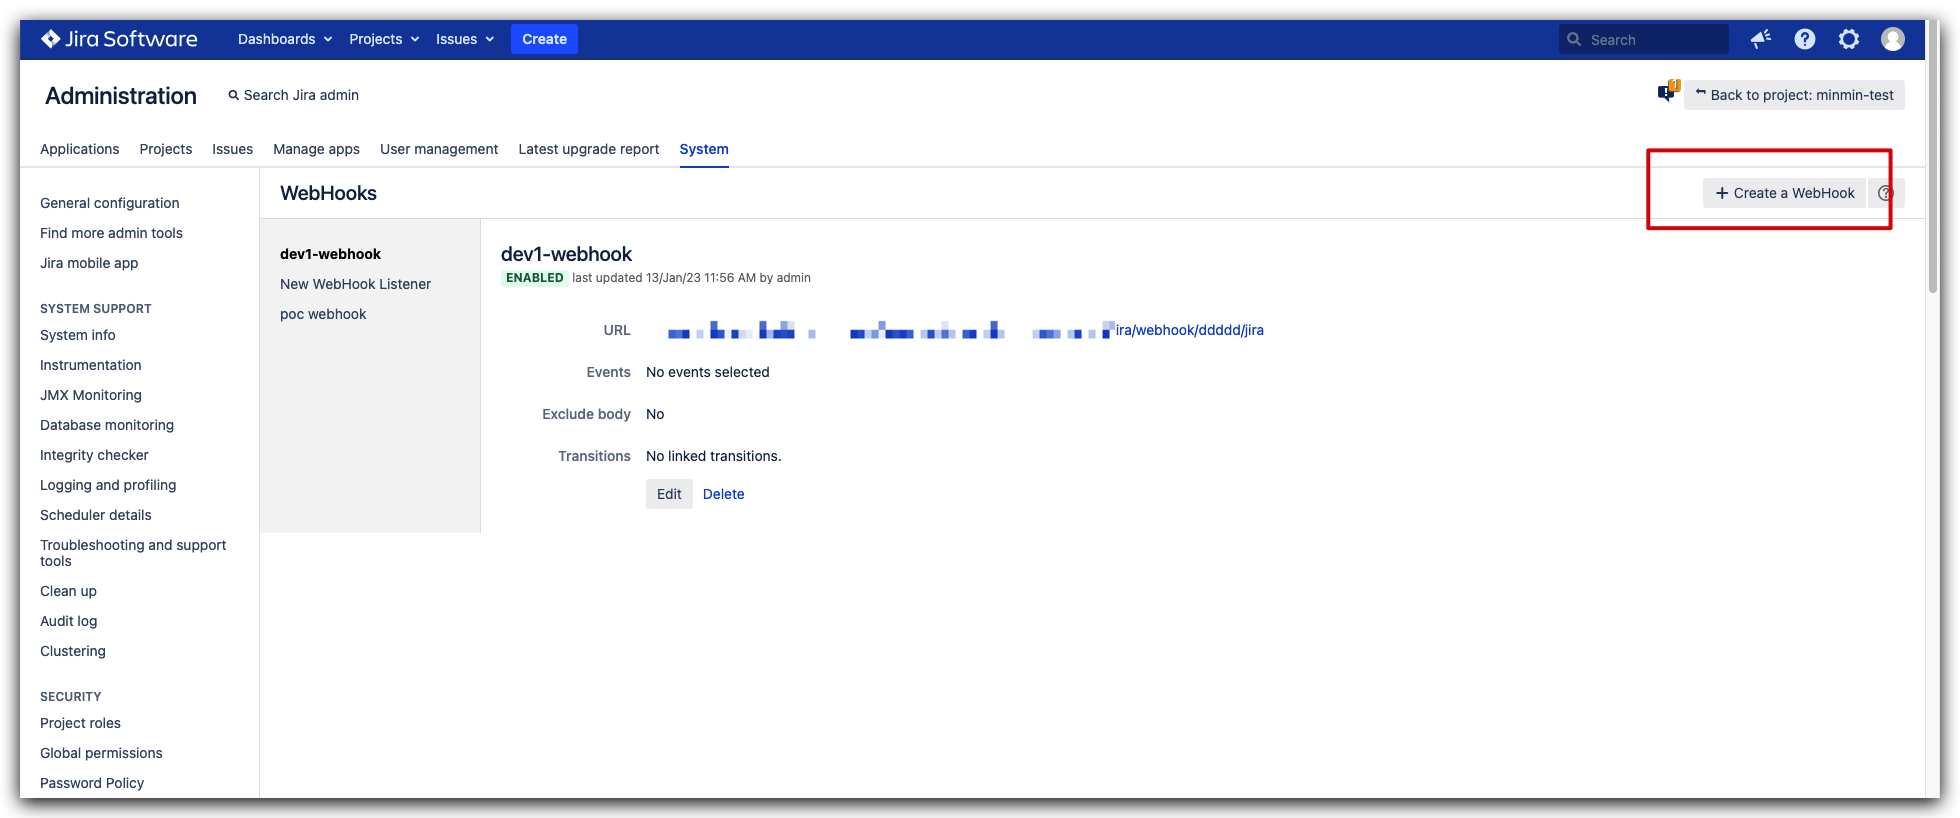 Jira Software Dashboards Projects Issues Create Search
Administration Search Jira admin Back to project: minmin-test
Applications Projects Issues Manage apps User management Latest upgrade report System
General configuration
Find more admin tools
Jira mobile app
SYSTEM SUPPORT
System info
Instrumentation
JMX Monitoring
Database monitoring
Integrity checker
Logging and profiling
Scheduler details
Troubleshooting and support
tools
Clean up
Audit log
Clustering
SECURITY
Project roles
Global permissions
Password Policy
WebHooks + Create a WebHook
dev1-webhook
New WebHook Listener
poc webhook
dev1-webhook
ENABLED last updated 13/Jan/23 11:56 AM by admin
URL ira/webhook/ddddd/jira
Events No events selected
Exclude body No
Transitions No linked transitions.
Edit Delete